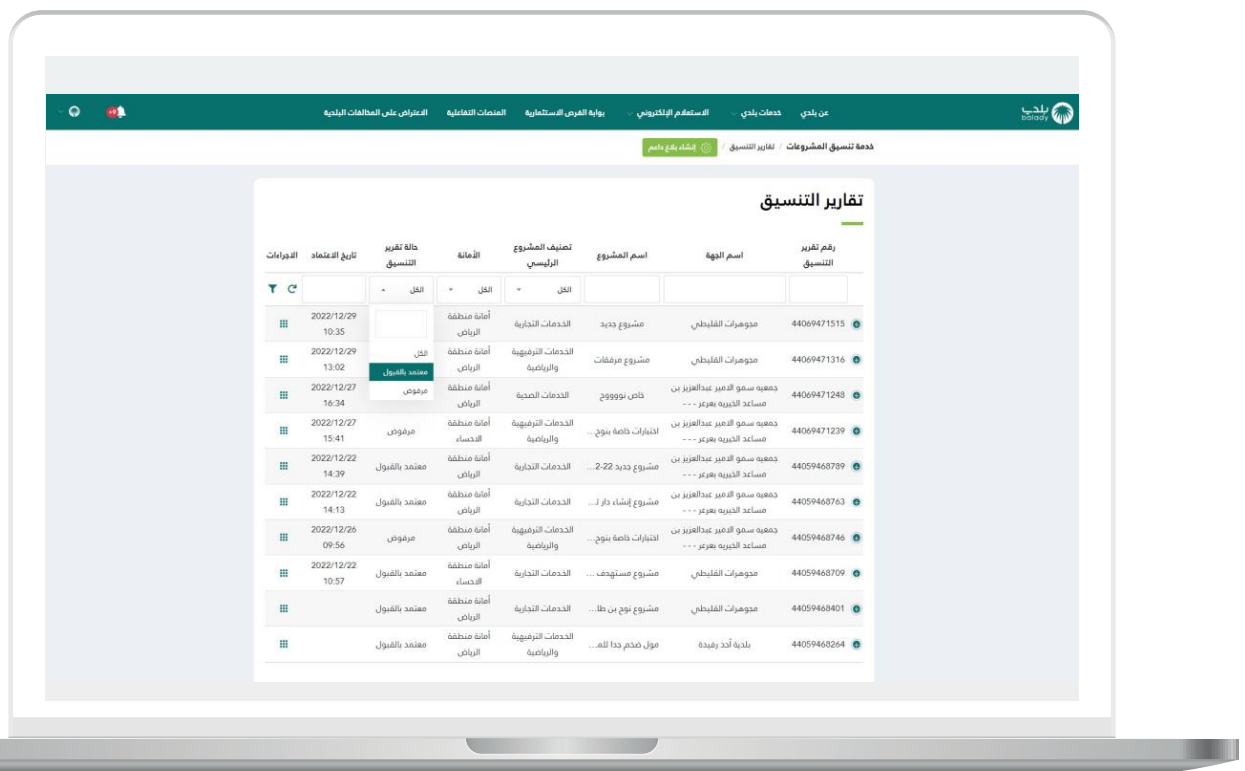 بلدي
balady
عن بلدي
خدمات بلدي
الاستعلام الإلكتروني
بوابة الفرص الاستثمارية
المنصات التفاعلية
الاعتراض على المخالفات البلدية
خدمة تنسيق المشروعات / تقارير التنسيق / إنشاء بلاغ داعم
تقارير التنسيق
رقم تقرير التنسيق
اسم الجهة
اسم المشروع
تصنيف المشروع الرئيسي
الأمانة
حالة تقرير التنسيق
تاريخ الاعتماد
الاجراءات
الكل الكل الكل
الكل
معتمد بالقبول
مرفوض
44069471515 مجوهرات القليطي مشروع جديد الخدمات التجارية أمانة منطقة الرياض 2022/12/29 10:35
44069471316 مجوهرات القليطي مشروع مرفقات الخدمات الترفيهية والرياضية أمانة منطقة الرياض 2022/12/29 13:02
44069471248 جمعيه سمو الامير عبدالعزيز بن مساعد الخيريه بعرعر - - - خاص نووووح الخدمات الصحية أمانة منطقة الرياض 2022/12/27 16:34
44069471239 جمعيه سمو الامير عبدالعزيز بن مساعد الخيريه بعرعر - - - اختبارات خاصة بنوح... الخدمات الترفيهية والرياضية أمانة منطقة الاحساء مرفوض 2022/12/27 15:41
44059468789 جمعيه سمو الامير عبدالعزيز بن مساعد الخيريه بعرعر - - - مشروع جديد 22-2... الخدمات التجارية أمانة منطقة الرياض معتمد بالقبول 2022/12/22 14:39
44059468763 جمعيه سمو الامير عبدالعزيز بن مساعد الخيريه بعرعر - - - مشروع إنشاء دار ل... الخدمات التجارية أمانة منطقة الرياض معتمد بالقبول 2022/12/22 14:13
44059468746 جمعيه سمو الامير عبدالعزيز بن مساعد الخيريه بعرعر - - - اختبارات خاصة بنوح... الخدمات الترفيهية والرياضية أمانة منطقة الرياض مرفوض 2022/12/26 09:56
44059468709 مجوهرات القليطي مشروع مستهدف ... الخدمات التجارية أمانة منطقة الاحساء معتمد بالقبول 2022/12/22 10:57
44059468401 مجوهرات القليطي مشروع نوح بن طا... الخدمات التجارية أمانة منطقة الرياض معتمد بالقبول
44059468264 بلدية أحد رفيدة مول ضخم جدا للم... الخدمات الترفيهية والرياضية أمانة منطقة الرياض معتمد بالقبول